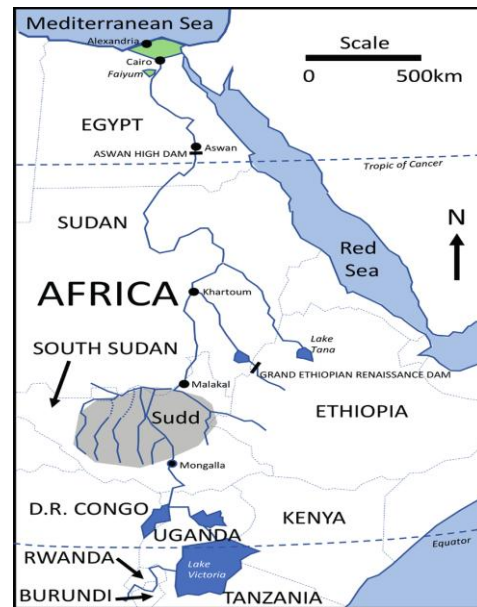 Mediterranean Sea
Alexandria
Cairo
Faiyum
Scale
0 500km
EGYPT
Aswan
ASWAN HIGH DAM
Tropic of Cancer
SUDAN
N
Red
Sea
AFRICA
Khartoum
Lake
Tana
SOUTH SUDAN
GRAND ETHIOPIAN RENAISSANCE DAM
Malakal
ETHIOPIA
Sudd
Mongalla
D.R. CONGO
UGANDA
KENYA
Equator
RWANDA
Lake
Victoria
BURUNDI
TANZANIA